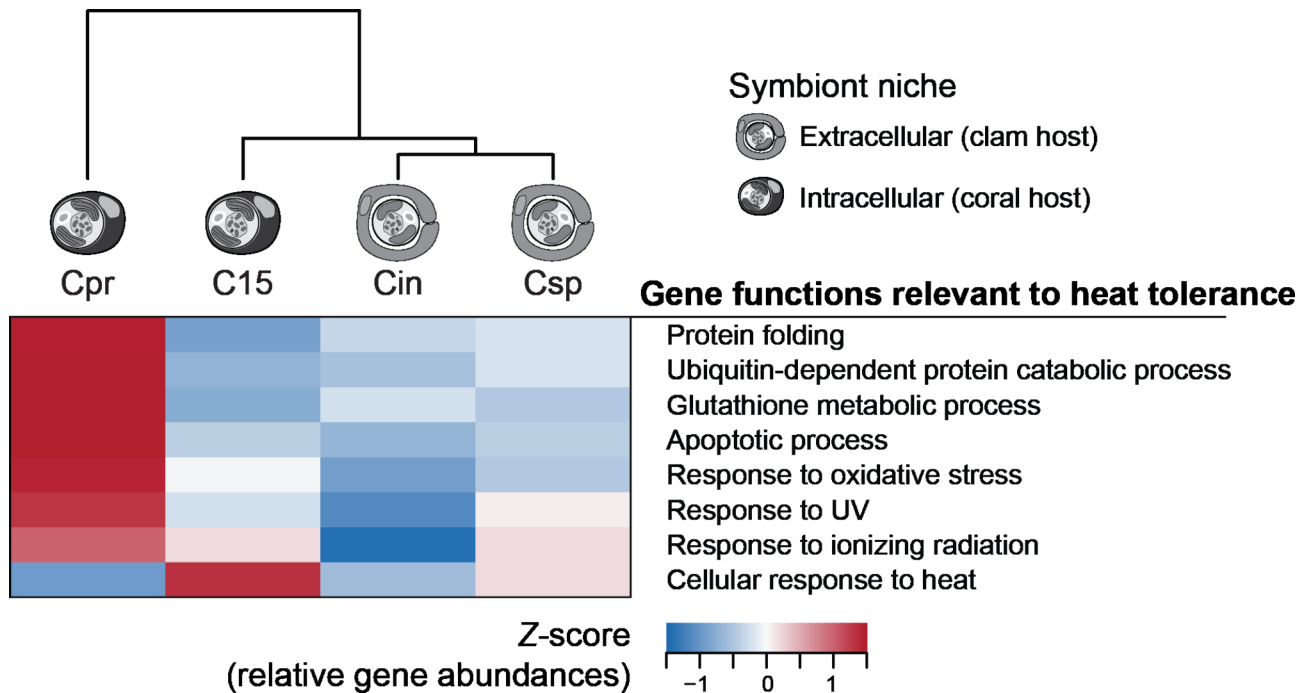 Symbiont niche
Extracellular (clam host)
Intracellular (coral host)
Cpr C15 Cin Csp
Gene functions relevant to heat tolerance
Protein folding
Ubiquitin-dependent protein catabolic process
Glutathione metabolic process
Apoptotic process
Response to oxidative stress
Response to UV
Response to ionizing radiation
Cellular response to heat
Z-score
(relative gene abundances)
−1 0 1